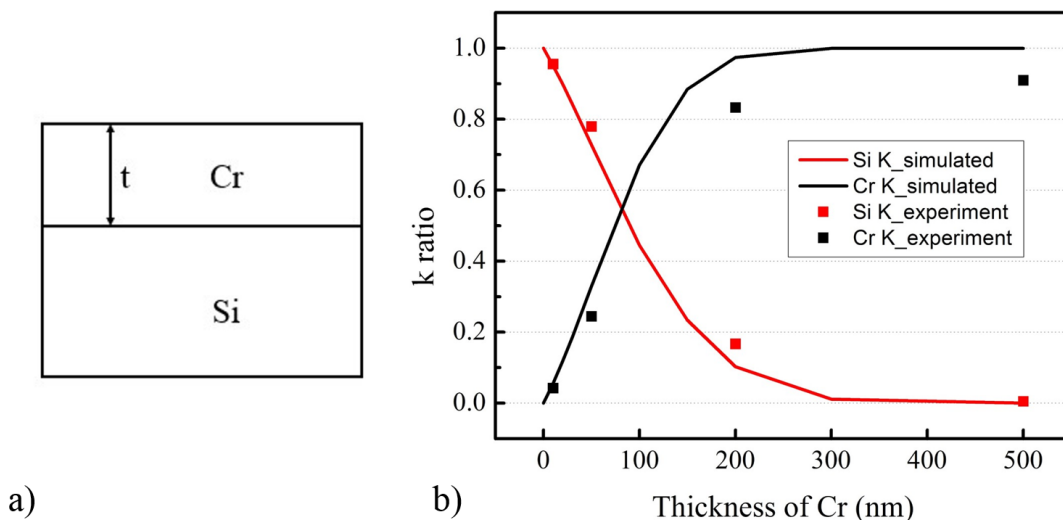 t
Cr
Si
a)
k ratio
1.0
0.8
0.6
0.4
0.2
0.0
Si K_simulated
Cr K_simulated
Si K_experiment
Cr K_experiment
0 100 200 300 400 500
Thickness of Cr (nm)
b)